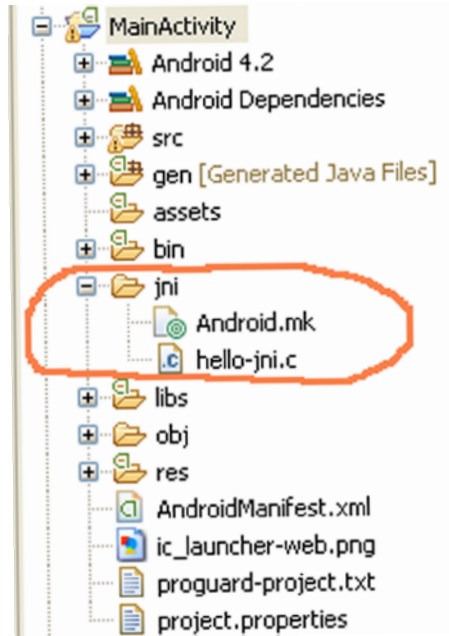 MainActivity
Android 4.2
Android Dependencies
src
gen [Generated Java Files]
assets
bin
jni
Android.mk
.c hello-jni.c
libs
obj
res
AndroidManifest.xml
ic_launcher-web.png
proguard-project.txt
project.properties